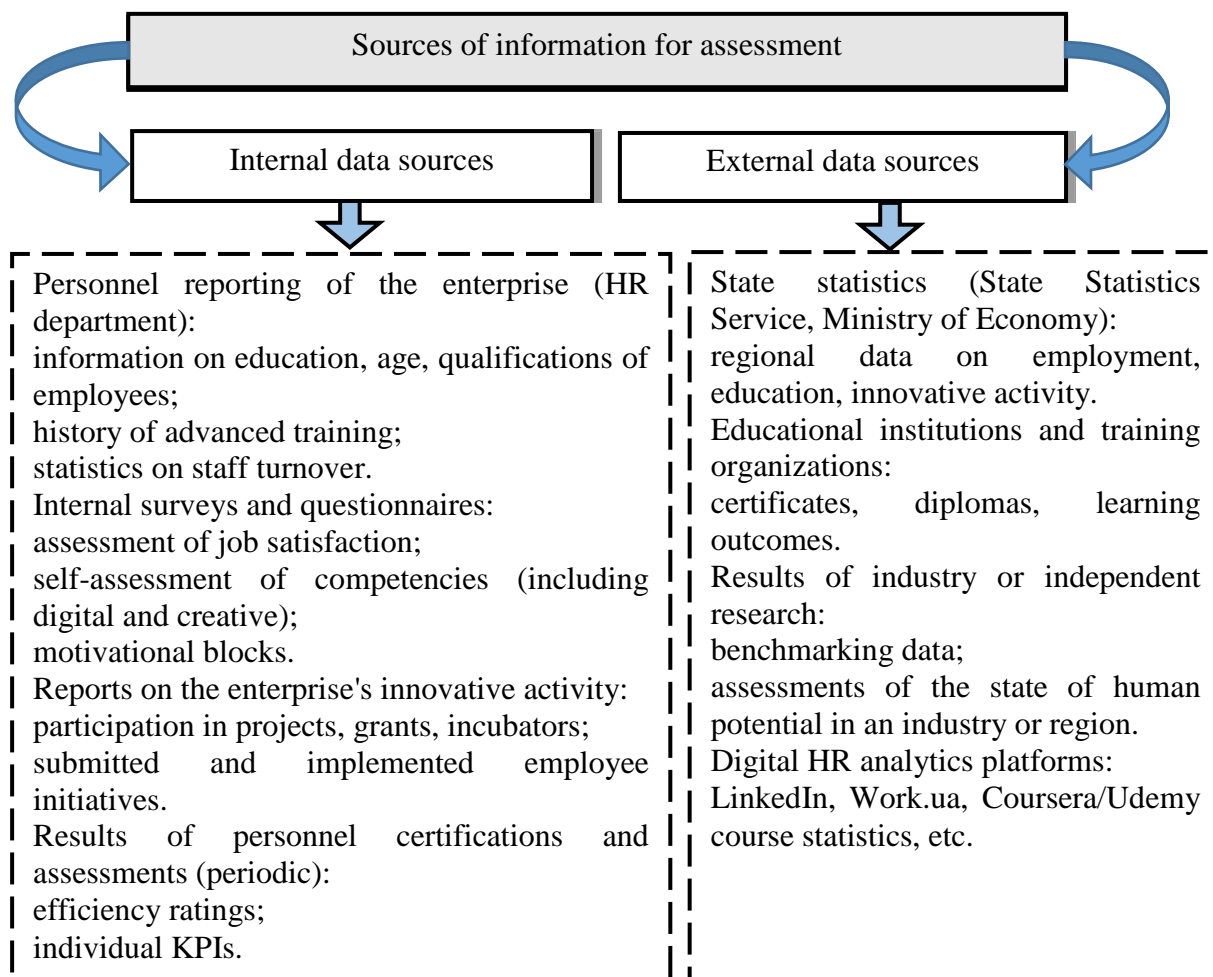 Sources of information for assessment
Internal data sources
External data sources
Personnel reporting of the enterprise (HR
department):
information on education, age, qualifications of
employees;
history of advanced training;
statistics on staff turnover.
Internal surveys and questionnaires:
assessment of job satisfaction;
self-assessment of competencies (including
digital and creative);
motivational blocks.
Reports on the enterprise's innovative activity:
participation in projects, grants, incubators;
submitted and implemented employee
initiatives.
Results of personnel certifications and
assessments (periodic):
efficiency ratings;
individual KPIs.
State statistics (State Statistics
Service, Ministry of Economy):
regional data on employment,
education, innovative activity.
Educational institutions and training
organizations:
certificates, diplomas, learning
outcomes.
Results of industry or independent
research:
benchmarking data;
assessments of the state of human
potential in an industry or region.
Digital HR analytics platforms:
LinkedIn, Work.ua, Coursera/Udemy
course statistics, etc.